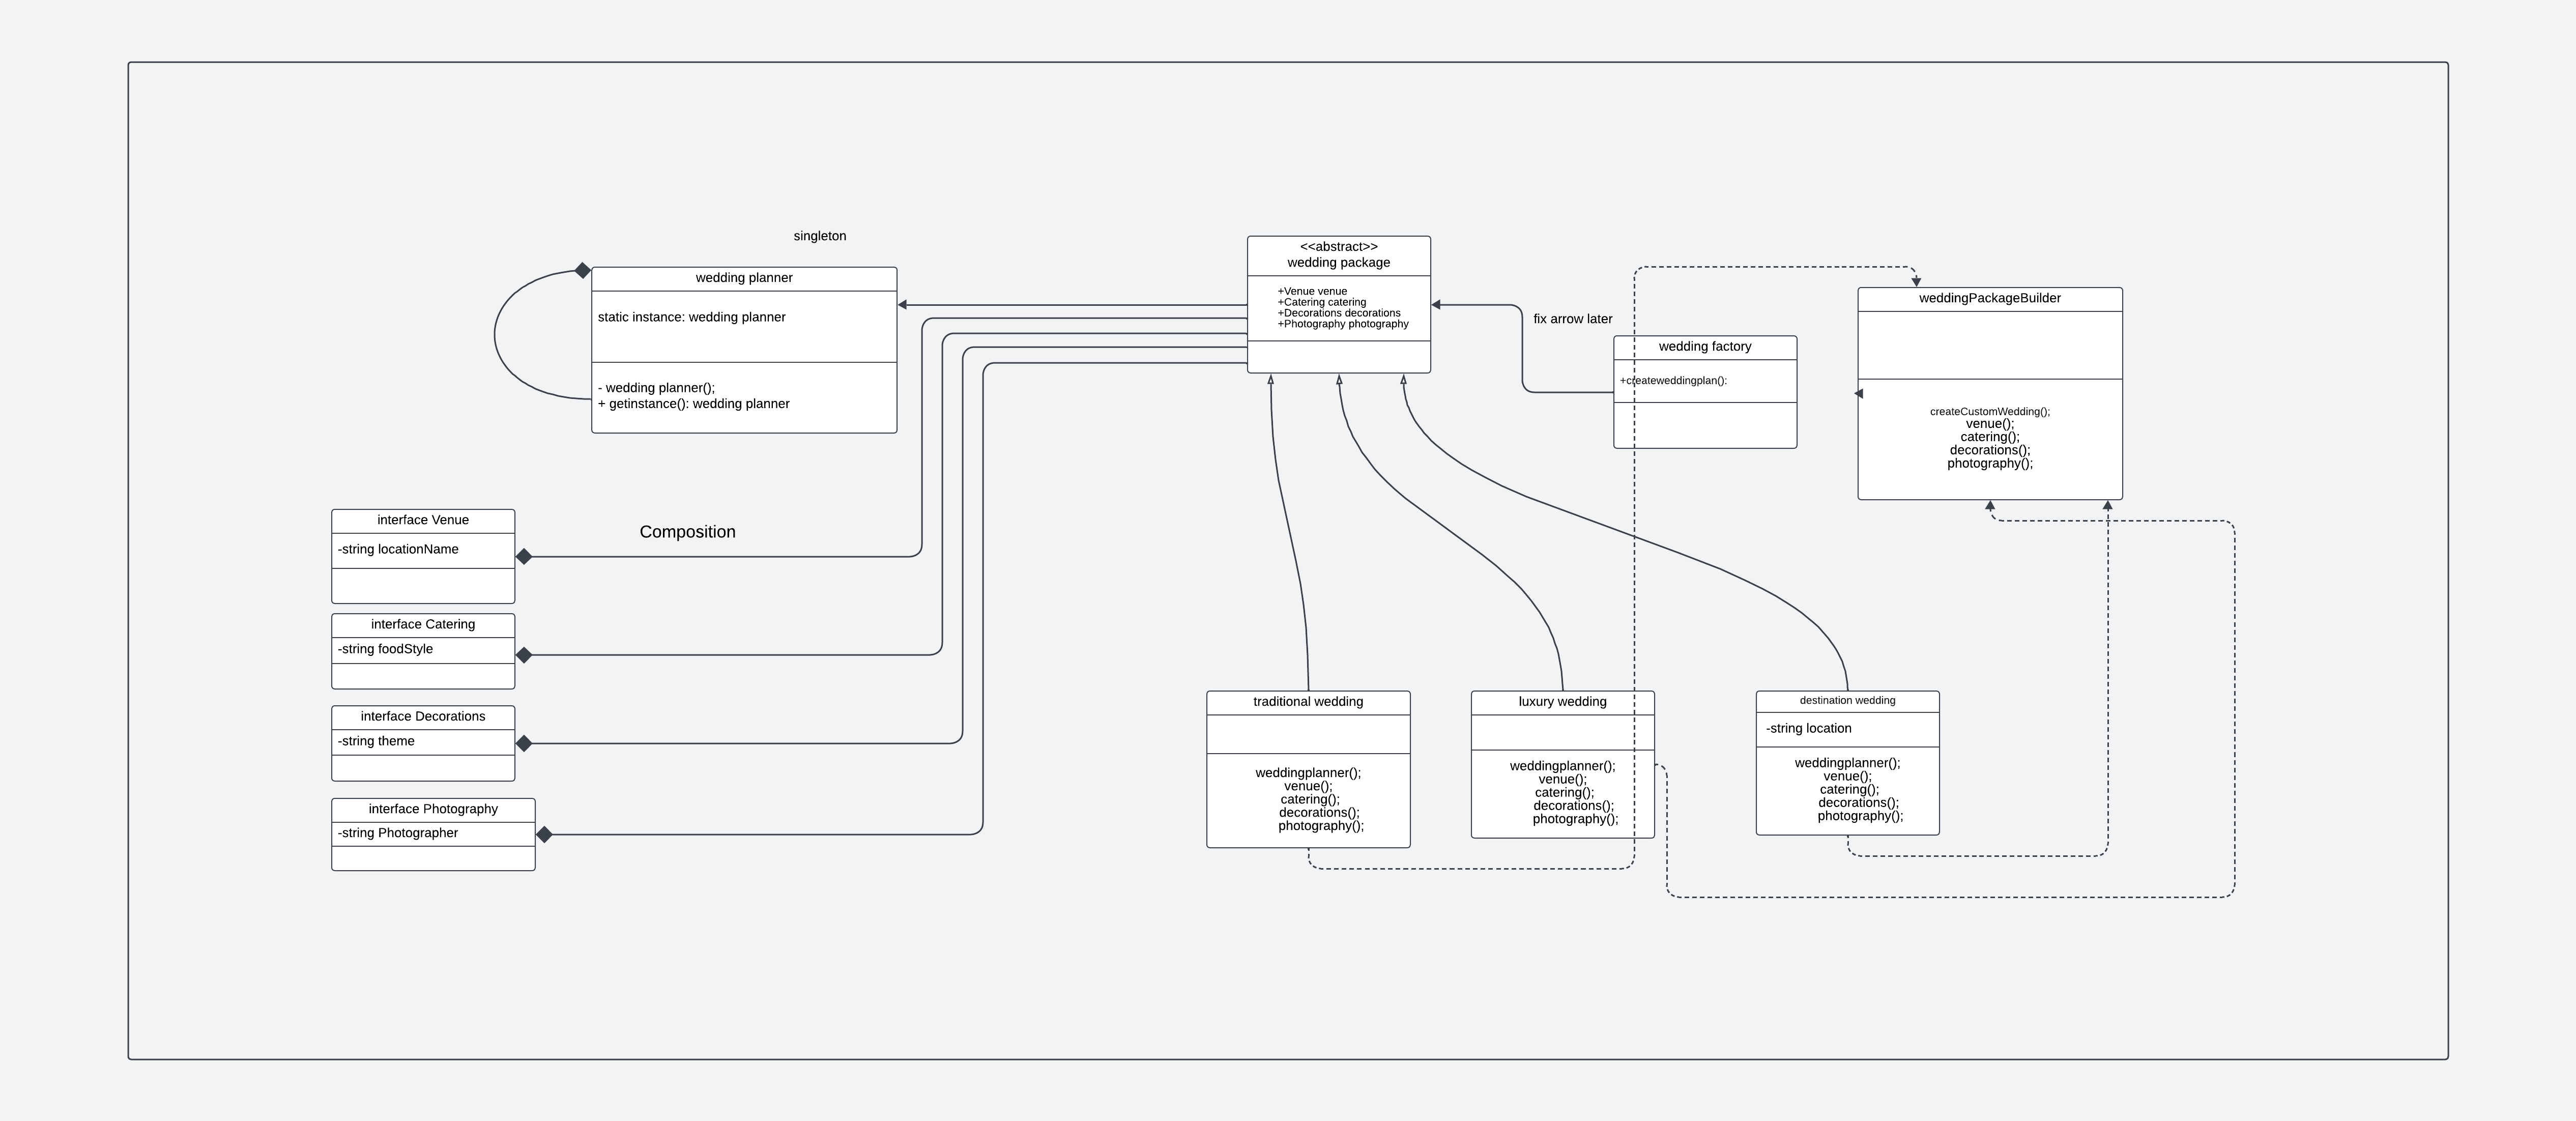 singleton
wedding planner
static instance: wedding planner
- wedding planner();
+ getinstance(): wedding planner
<<abstract>>
wedding package
+Venue venue
+Catering catering
+Decorations decorations
+Photography photography
fix arrow later
wedding factory
+createweddingplan():
weddingPackageBuilder
createCustomWedding();
venue();
catering();
decorations();
photography();
interface Venue
-string locationName
Composition
interface Catering
-string foodStyle
interface Decorations
-string theme
interface Photography
-string Photographer
traditional wedding
weddingplanner();
venue();
catering();
decorations();
photography();
luxury wedding
weddingplanner();
venue();
catering();
decorations();
photography();
destination wedding
-string location
weddingplanner();
venue();
catering();
decorations();
photography();